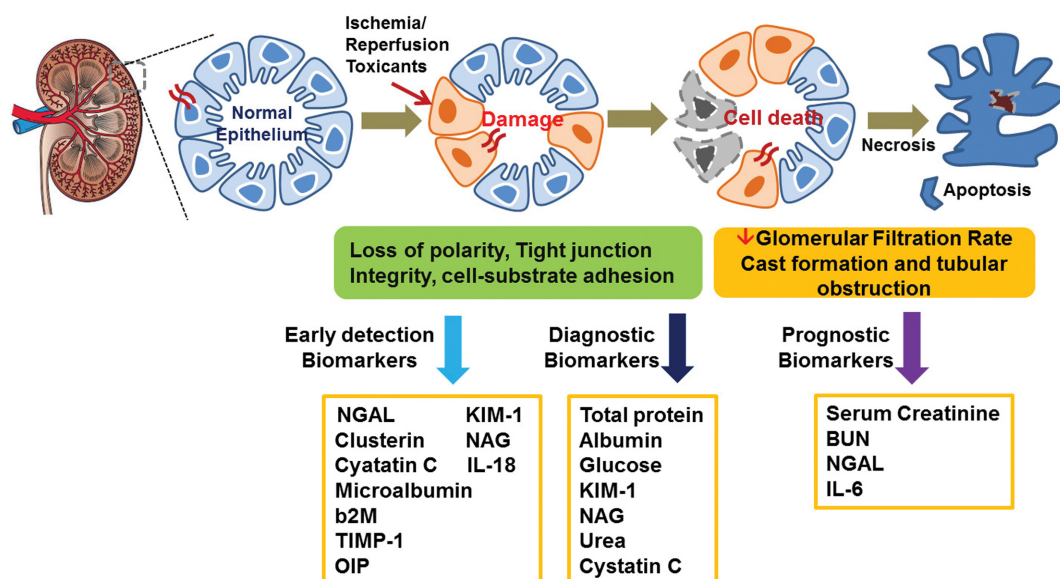 Ischemia/
Reperfusion
Toxicants
Normal
Epithelium
Damage
Cell death
Necrosis
Apoptosis
Loss of polarity, Tight junction
Integrity, cell-substrate adhesion
↓Glomerular Filtration Rate
Cast formation and tubular
obstruction
Early detection
Biomarkers
Diagnostic
Biomarkers
Prognostic
Biomarkers
NGAL KIM-1
Clusterin NAG
Cyatatin C IL-18
Microalbumin
b2M
TIMP-1
OIP
Total protein
Albumin
Glucose
KIM-1
NAG
Urea
Cystatin C
Serum Creatinine
BUN
NGAL
IL-6